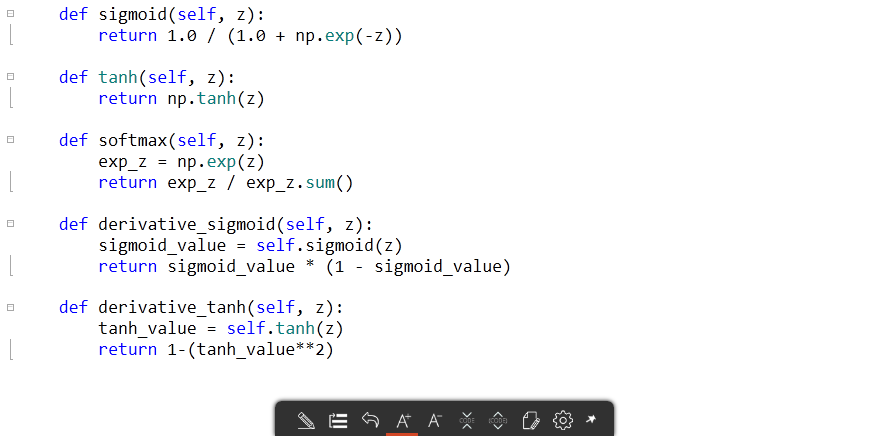 def sigmoid(self, z):
return 1.0 / (1.0 + np.exp(-z))
def tanh(self, z):
return np.tanh(z)
def softmax(self, z):
exp_z = np.exp(z)
return exp_z / exp_z.sum()
def derivative_sigmoid(self, z):
sigmoid_value = self.sigmoid(z)
return sigmoid_value * (1 - sigmoid_value)
def derivative_tanh(self, z):
tanh_value = self.tanh(z)
return 1-(tanh_value**2)
A+ A- CODE {CODE}